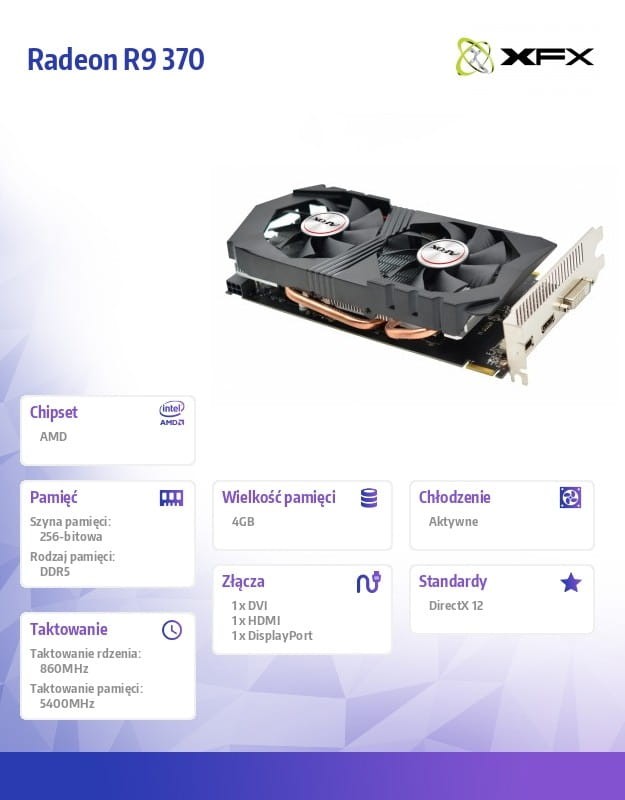 Radeon R9 370
XFX
AFOX
AFOX
Chipset
intel
AMD
AMD
Pamięć
Szyna pamięci:
256-bitowa
Rodzaj pamięci:
DDR5
Wielkość pamięci
4GB
Chłodzenie
Aktywne
Złącza
1 x DVI
1 x HDMI
1 x DisplayPort
Standardy
DirectX 12
Taktowanie
Taktowanie rdzenia:
860MHz
Taktowanie pamięci:
5400MHz